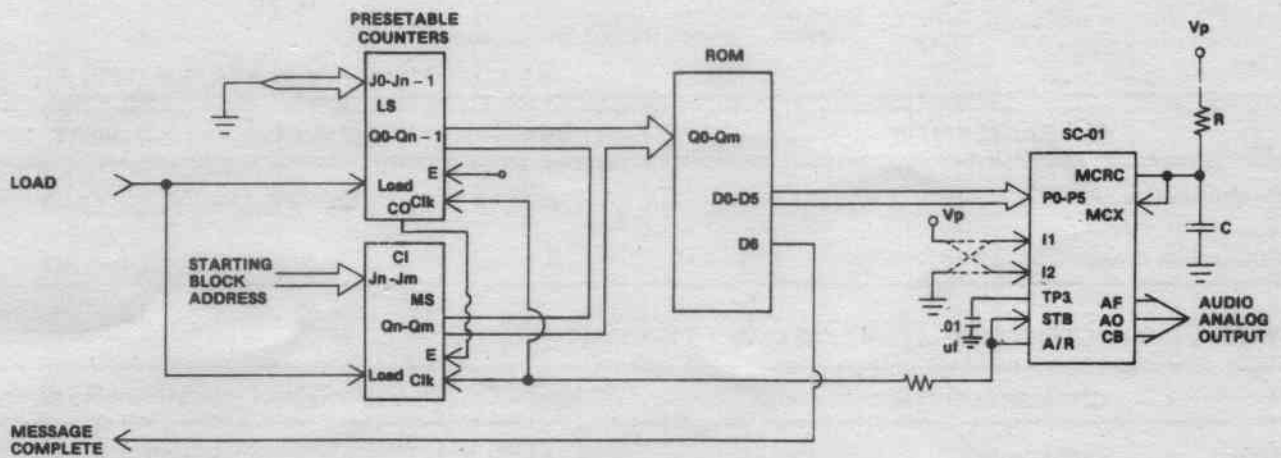 PRESETABLE
COUNTERS
J0-Jn – 1
LS
Q0-Qn – 1
E
Load
Clk
CO
LOAD
CI
STARTING
BLOCK
ADDRESS
Jn-Jm
MS
Qn-Qm
E
Load
Clk
MESSAGE
COMPLETE
ROM
Q0-Qm
D0-D5
D6
Vp
R
SC-01
MCRC
P0-P5
MCX
C
Vp
I1
I2
TP3
.01
uf
STB
A/R
AF
AO
CB
AUDIO
ANALOG
OUTPUT